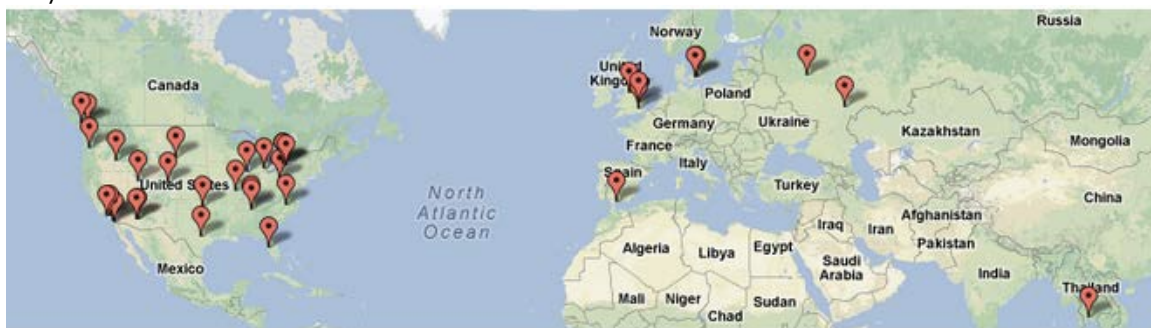 Russia
Norway
Canada
United
Kingdom
Poland
Germany
Ukraine
Kazakhstan
Mongolia
France
Italy
Spain
United States
North
Atlantic
Ocean
Turkey
China
Afghanistan
Iraq
Iran
Pakistan
Algeria
Libya
Egypt
Saudi
Arabia
Mexico
India
Thailand
Mali
Niger
Sudan
Chad